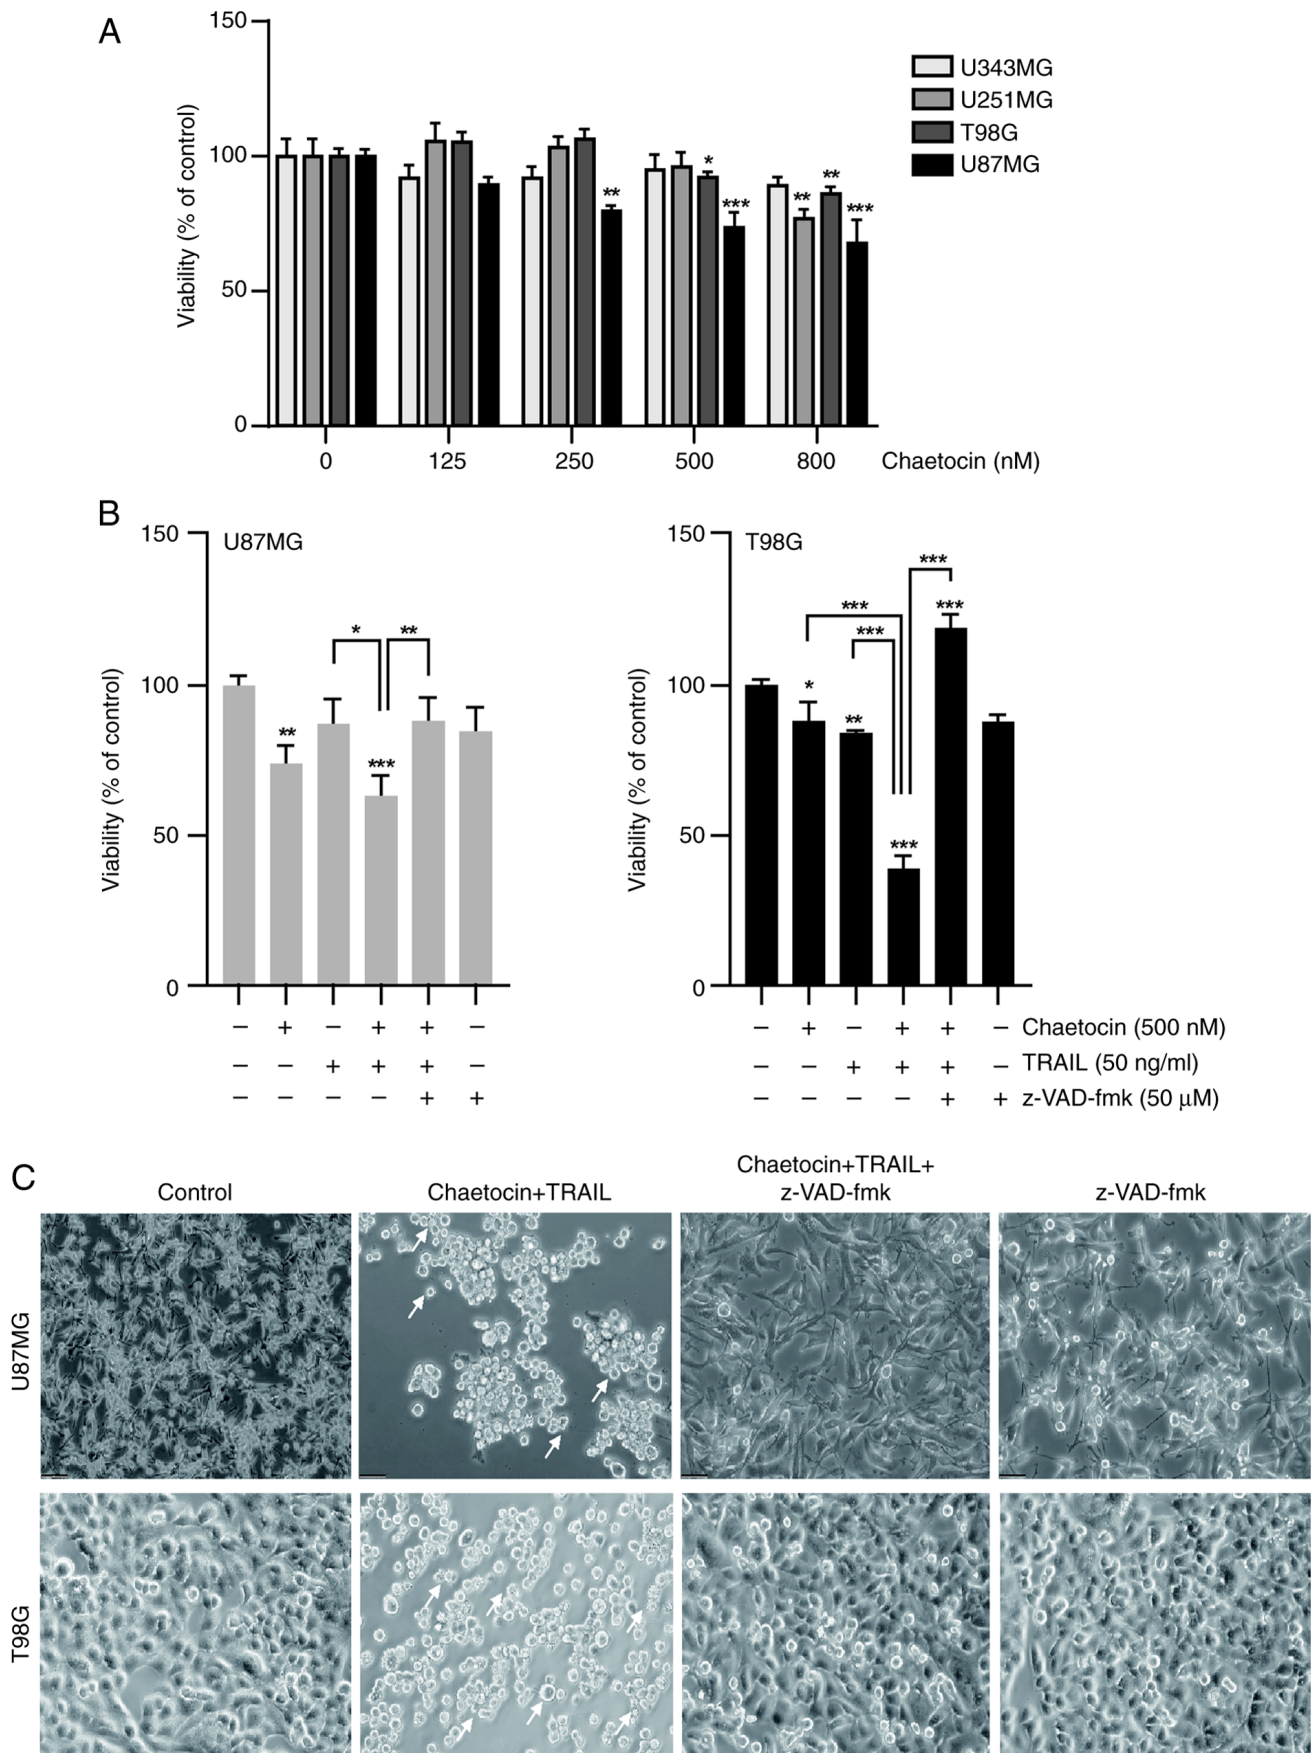 A
150
100
50
0
Viability (% of control)
U343MG
U251MG
T98G
U87MG
* ** ** *** ** ***
0 125 250 500 800 Chaetocin (nM)
B
150
100
50
0
Viability (% of control)
U87MG
* **
** ***
150
100
50
0
Viability (% of control)
T98G
***
*** ***
***
* **
***
– + – + + – – + – + + – Chaetocin (500 nM)
– – + + + – – – + + + – TRAIL (50 ng/ml)
– – – – + + – – – – + + z-VAD-fmk (50 µM)
C
Control
Chaetocin+TRAIL
Chaetocin+TRAIL+
z-VAD-fmk
z-VAD-fmk
U87MG
T98G